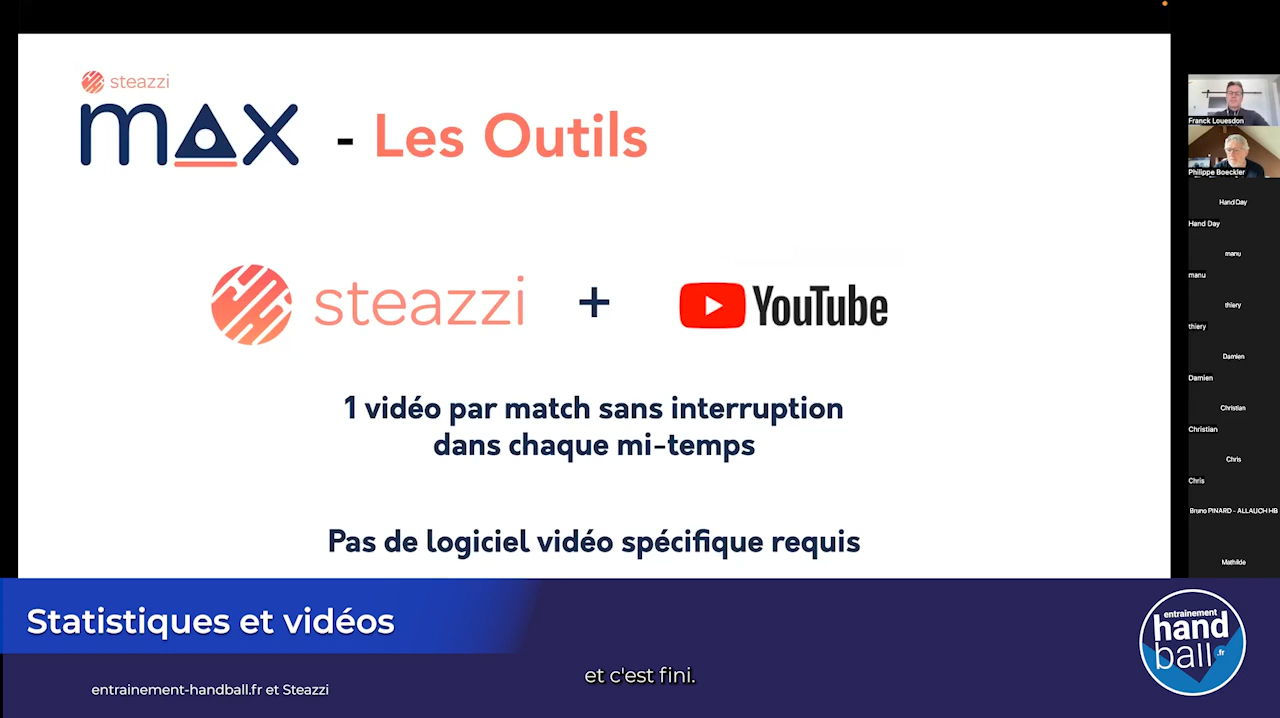 steazzi
max - Les Outils
steazzi + YouTube
1 vidéo par match sans interruption
dans chaque mi-temps
Pas de logiciel vidéo spécifique requis
Franck Louesdon
Philippe Boeckler
Hand Day
Hand Day
manu
manu
thiery
thiery
Damien
Damien
Christian
Christian
Chris
Chris
Bruno PINARD - ALLAUCH HB
Mathilde
Statistiques et vidéos
entrainement-handball.fr et Steazzi
et c'est fini.
entrainement
hand
ball.fr